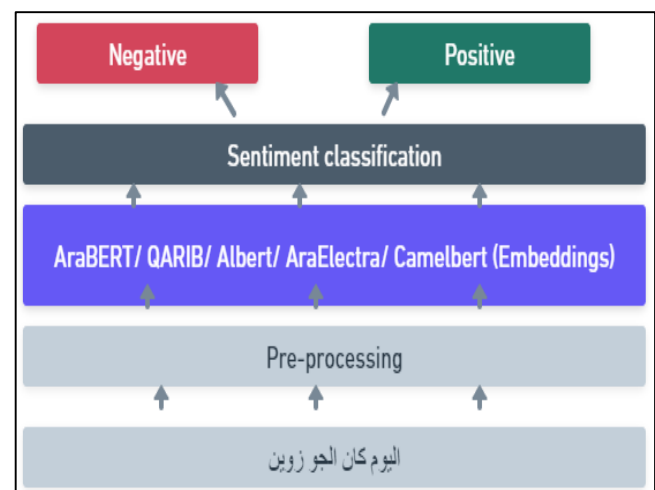 Negative
Positive
Sentiment classification
AraBERT/ QARIB/ Albert/ AraElectra/ Camelbert (Embeddings)
Pre-processing
اليوم كان الجو زوين